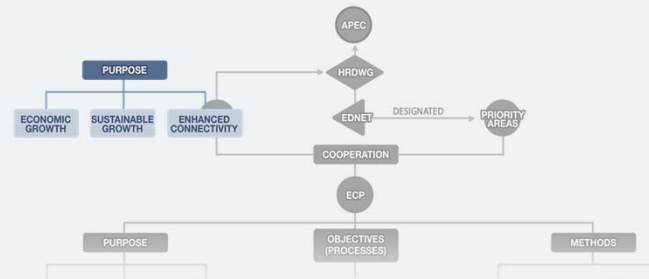 APEC
PURPOSE
HRDWG
ECONOMIC
GROWTH
SUSTAINABLE
GROWTH
ENHANCED
CONNECTIVITY
EDNET
DESIGNATED
PRIORITY
AREAS
COOPERATION
ECP
PURPOSE
OBJECTIVES
(PROCESSES)
METHODS